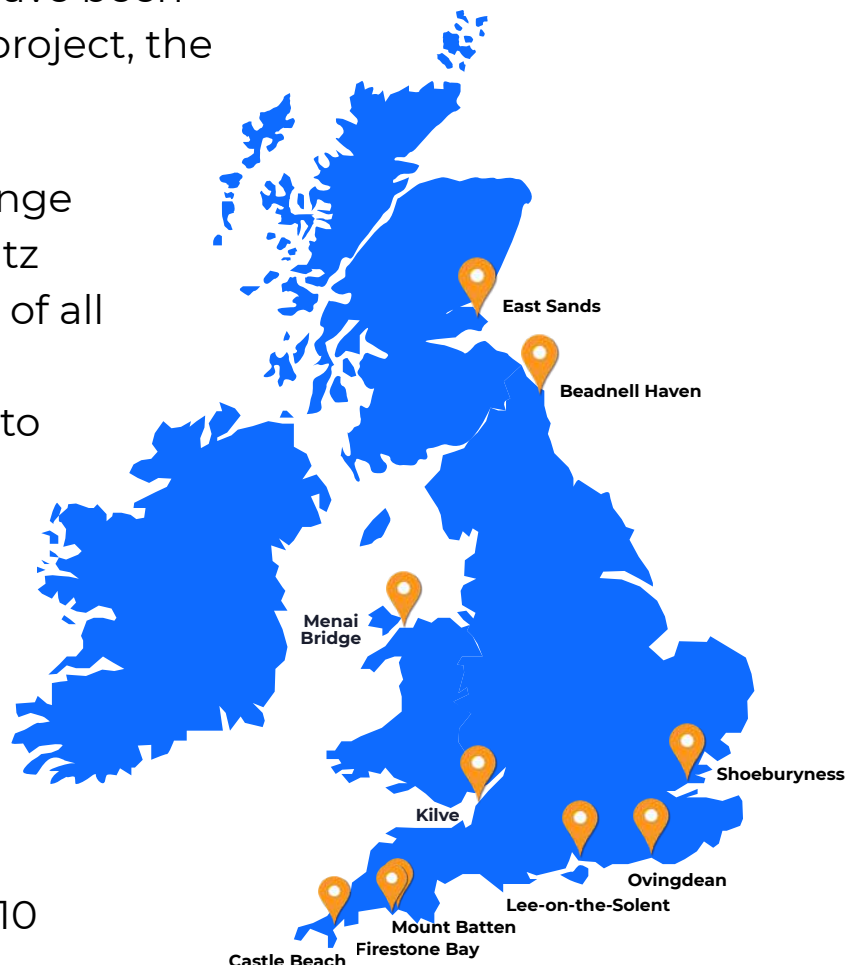 project, the
nge
tz
of all
to
10
East Sands
Beadnell Haven
Menai
Bridge
Shoeburyness
Kilve
Ovingdean
Lee-on-the-Solent
Mount Batten
Firestone Bay
Castle Beach